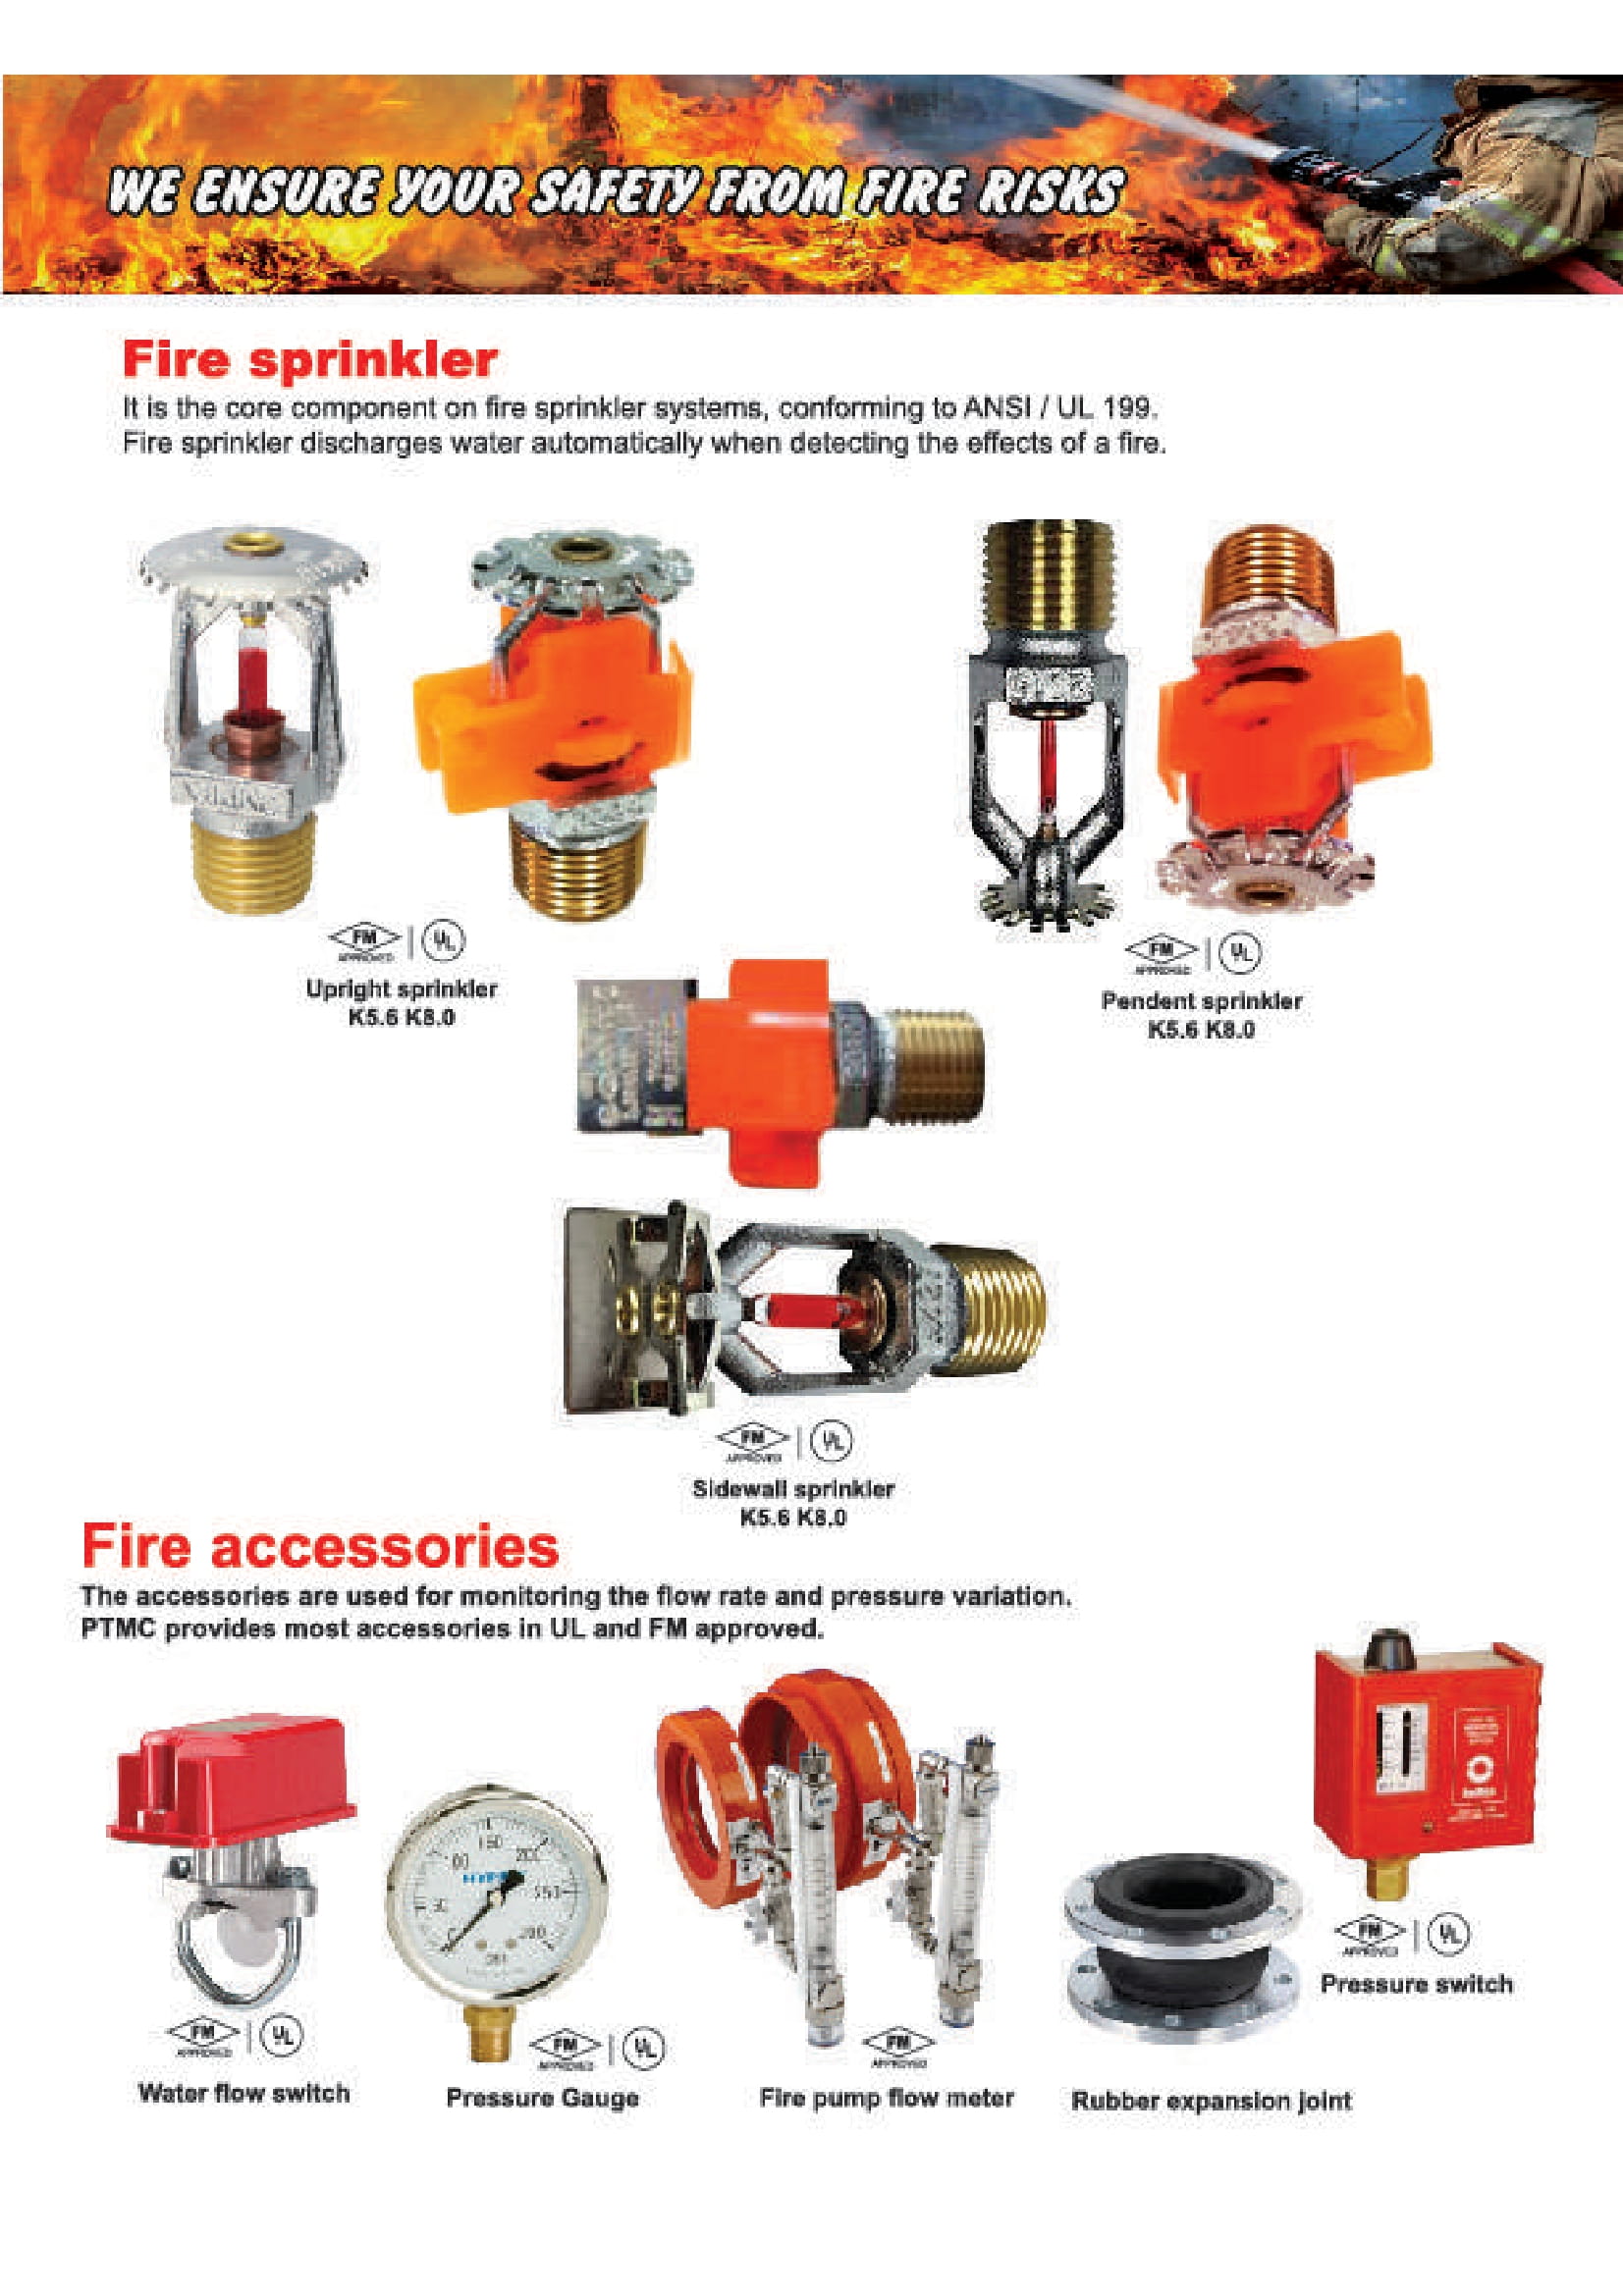 WE ENSURE YOUR SAFETY FROM FIRE RISKS
Fire sprinkler
It is the core component on fire sprinkler systems, conforming to ANSI / UL 199.
Fire sprinkler discharges water automatically when detecting the effects of a fire.
FM
APPROVED
UL
Upright sprinkler
K5.6 K8.0
FM
APPROVED
UL
Pendent sprinkler
K5.6 K8.0
FM
APPROVED
UL
Sidewall sprinkler
K5.6 K8.0
Fire accessories
The accessories are used for monitoring the flow rate and pressure variation.
PTMC provides most accessories in UL and FM approved.
FM
APPROVED
UL
Water flow switch
150
200
250
FM
APPROVED
UL
Pressure Gauge
FM
APPROVED
Fire pump flow meter
Rubber expansion joint
FM
APPROVED
UL
Pressure switch